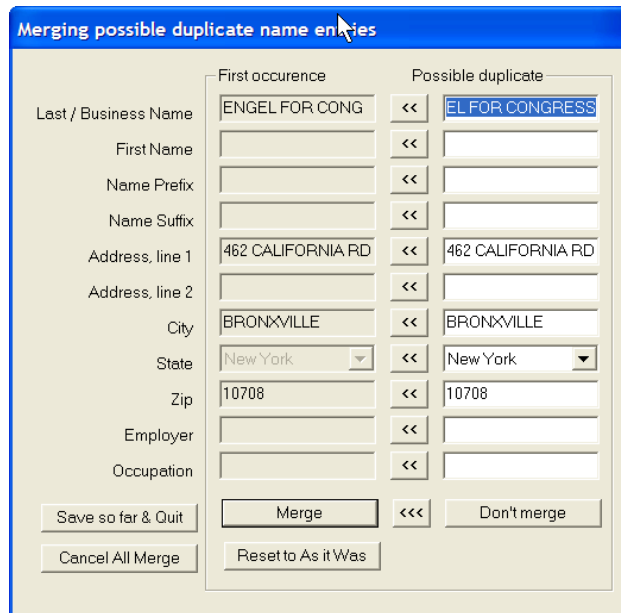 Merging possible duplicate name entries
First occurence Possible duplicate
Last / Business Name ENGEL FOR CONG << EL FOR CONGRESS
First Name <<
Name Prefix <<
Name Suffix <<
Address, line 1 462 CALIFORNIA RD << 462 CALIFORNIA RD
Address, line 2 <<
City BRONXVILLE << BRONXVILLE
State New York << New York
Zip 10708 << 10708
Employer <<
Occupation <<
Save so far & Quit Merge <<< Don't merge
Cancel All Merge Reset to As it Was